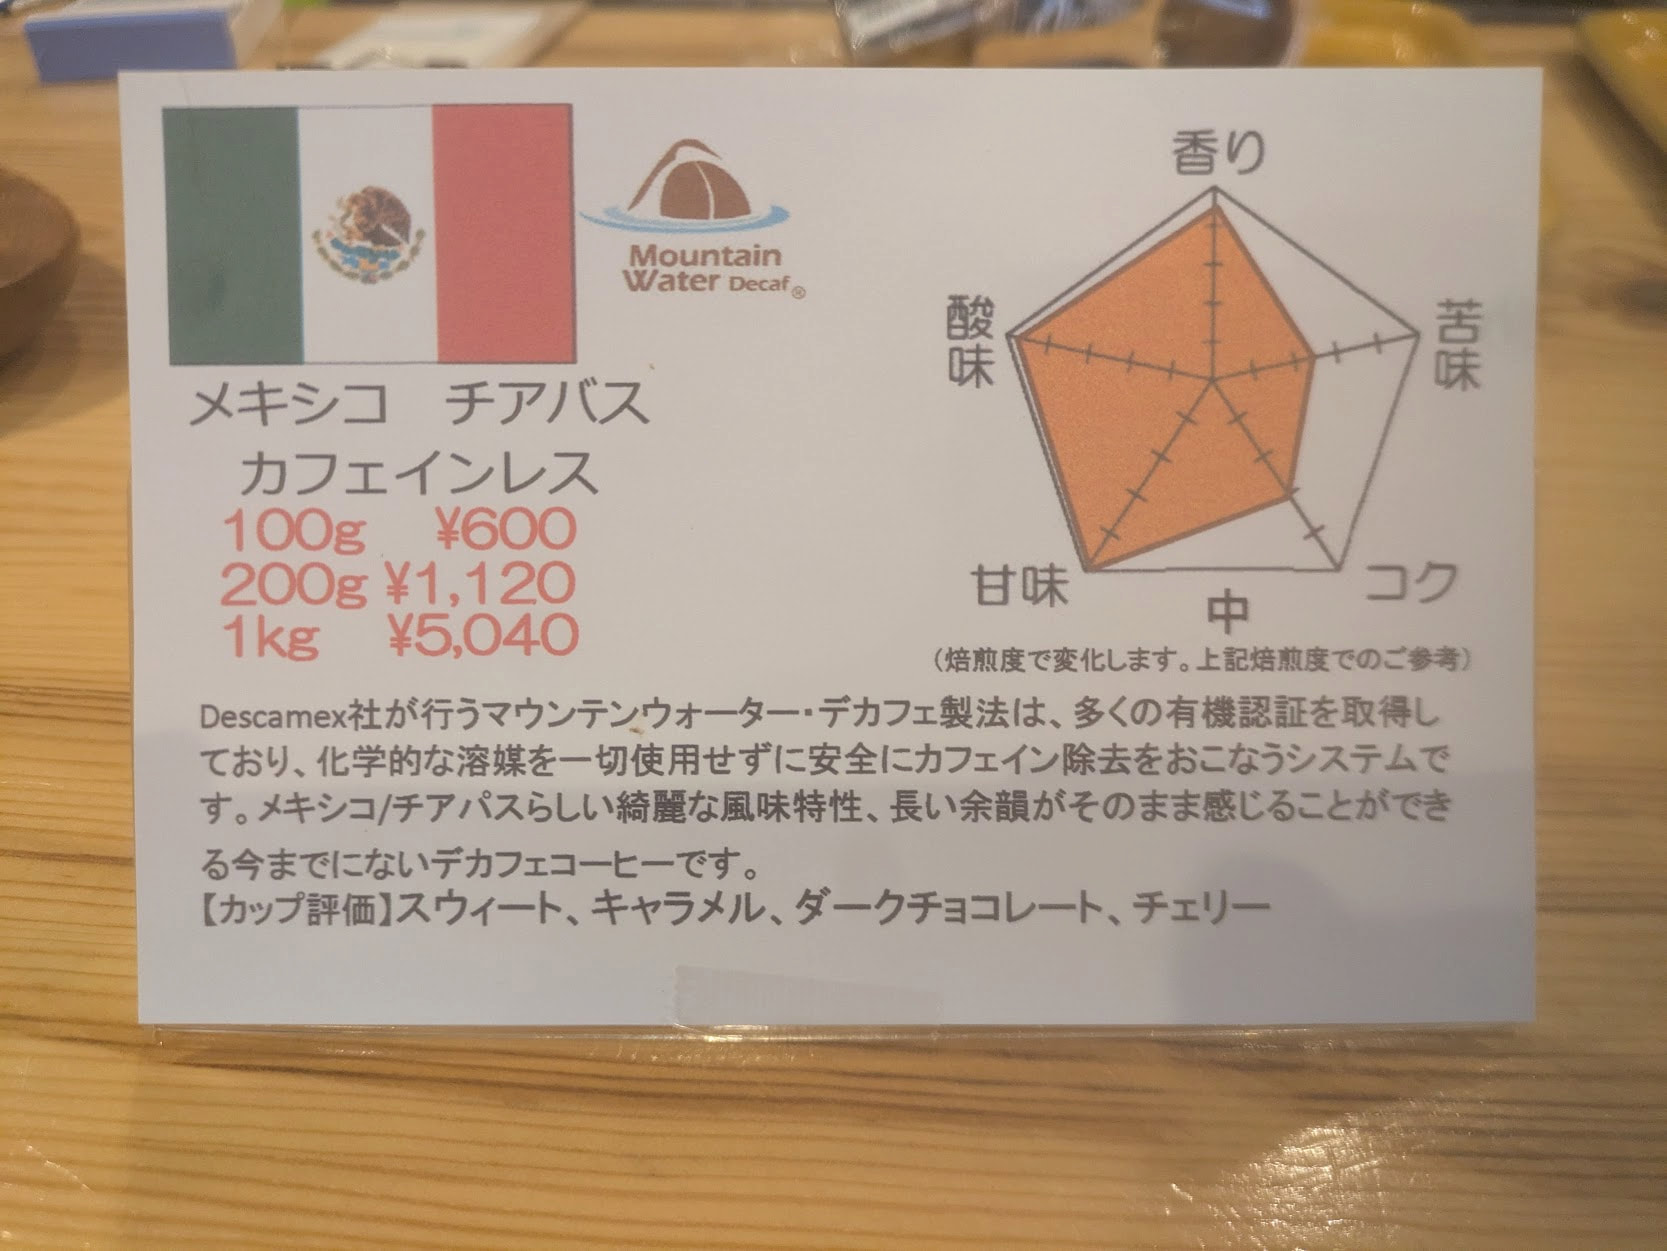 Mountain
Water Decaf®
メキシコ　チアバス
カフェインレス
100g ¥600
200g ¥1,120
1kg ¥5,040
香り
苦味
コク
甘味
酸味
中
（焙煎度で変化します。上記焙煎度でのご参考）
Descamex社が行うマウンテンウォーター・デカフェ製法は、多くの有機認証を取得し
ており、化学的な溶媒を一切使用せずに安全にカフェイン除去をおこなうシステムで
す。メキシコ/チアパスらしい綺麗な風味特性、長い余韻がそのまま感じることができ
る今までにないデカフェコーヒーです。
【カップ評価】スウィート、キャラメル、ダークチョコレート、チェリー